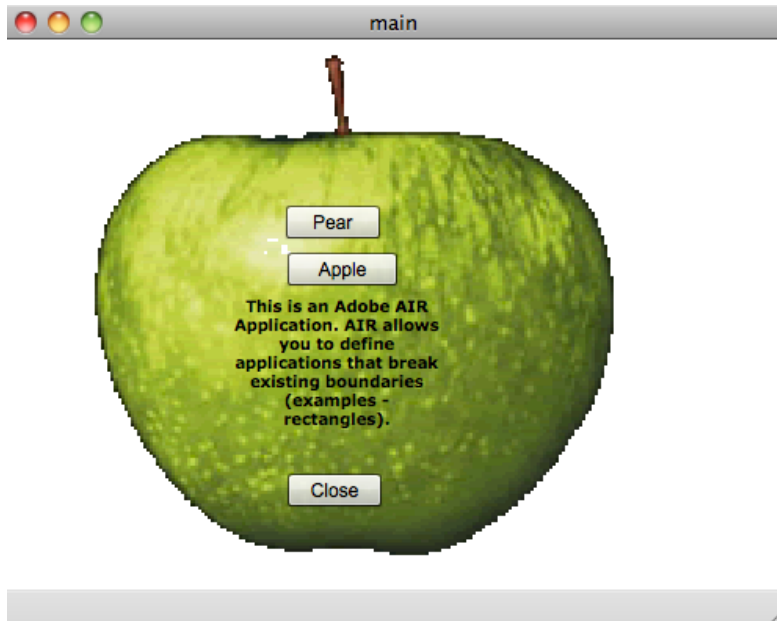 main
Pear
Apple
This is an Adobe AIR
Application. AIR allows
you to define
applications that break
existing boundaries
(examples -
rectangles).
Close